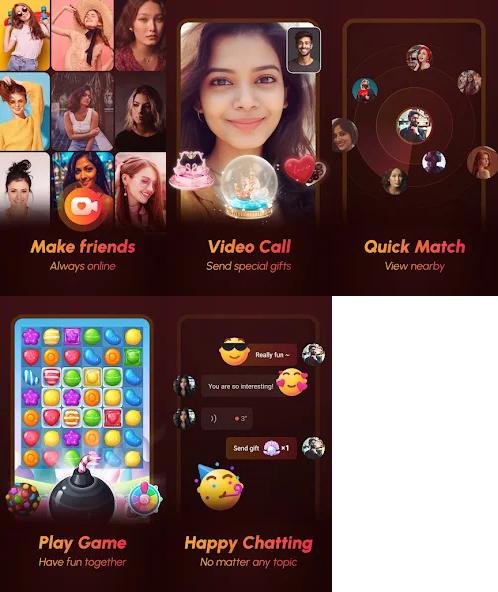 Make friends
Always online
Video Call
Send special gifts
Quick Match
View nearby
Play Game
Have fun together
Really fun ~
You are so interesting!
3"
Send gift ×1
Happy Chatting
No matter any topic